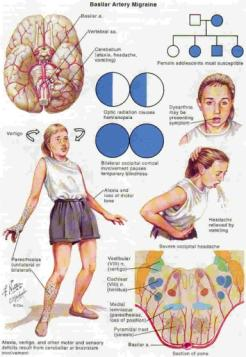 Basilar Artery Migraine
Basilar a.
Vertebral aa.
Cerebellum
(ataxia, headache,
vomiting)
Female adolescents most susceptible
Optic radiation causes
hemianopsia
Dysarthria
may be
presenting
symptom
Vertigo
Bilateral occipital cortical
involvement causes
temporary blindness
Ataxia and
loss of motor
tone
Headache
relieved by
vomiting
Severe occipital headache
Paresthesias
(unilateral or
bilateral)
Vestibular
(VIII) n.
(vertigo)
Cochlear
(VIII) n.
(tinnitus)
Medial
lemniscus
(paresthesias,
loss of position)
Pyramidal tract
(paresis)
Basilar a.
Section of pons
Ataxia, vertigo, and other motor and sensory
deficits result from cerebellar or brainstem
involvement